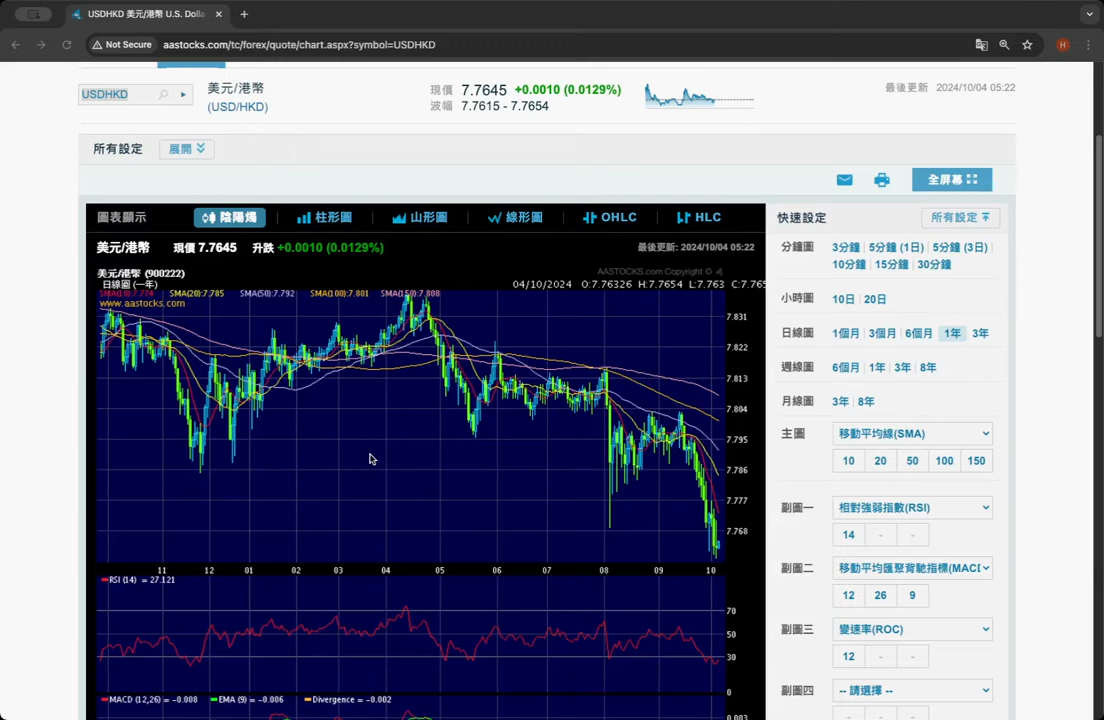 USDHKD 美元/港幣 U.S. Dolla
Not Secure
aastocks.com/tc/forex/quote/chart.aspx?symbol=USDHKD
H
USDHKD
美元/港幣
(USD/HKD)
現價 7.7645 +0.0010 (0.0129%)
波幅 7.7615 - 7.7654
最後更新 2024/10/04 05:22
所有設定 展開
全屏幕
圖表顯示 陰陽燭 柱形圖 山形圖 線形圖 OHLC HLC
美元/港幣 現價 7.7645 升跌 +0.0010 (0.0129%) 最後更新: 2024/10/04 05:22
美元/港幣 (900222) AASTOCKS.com Copyright ©
日線圖 (一年) 04/10/2024 O:7.76326 H:7.7654 L:7.763 C:7.765
SMA(10):7.774 SMA(20):7.785 SMA(50):7.792 SMA(100):7.801 SMA(150):7.808
www.aastocks.com
7.831
7.822
7.813
7.804
7.795
7.786
7.777
7.768
11 12 01 02 03 04 05 06 07 08 09 10
RSI (14) = 27.121
70
50
30
0
MACD (12,26) = -0.008 EMA (9) = -0.006 Divergence = -0.002
0.003
快速設定 所有設定
分鐘圖 3分鐘 | 5分鐘 (1日) | 5分鐘 (3日) |
10分鐘 | 15分鐘 | 30分鐘
小時圖 10日 | 20日
日線圖 1個月 | 3個月 | 6個月 | 1年 | 3年
週線圖 6個月 | 1年 | 3年 | 8年
月線圖 3年 | 8年
主圖 移動平均線(SMA)
10 20 50 100 150
副圖一 相對強弱指數(RSI)
14 - -
副圖二 移動平均匯聚背馳指標(MACD
12 26 9
副圖三 變速率(ROC)
12 - -
副圖四 -- 請選擇 --
- - -